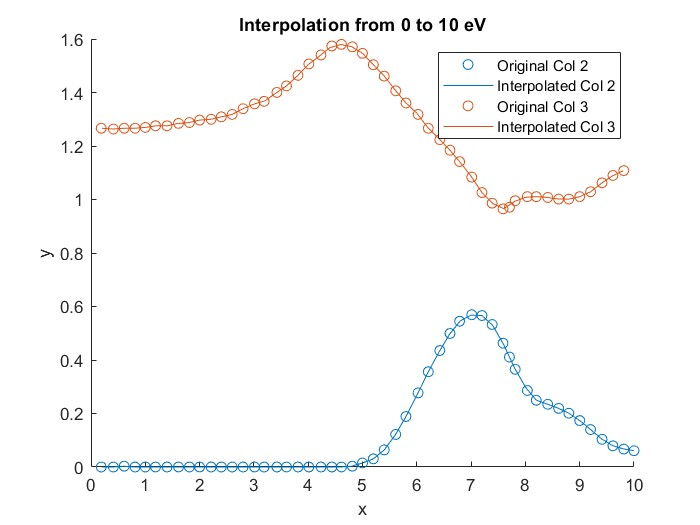 Interpolation from 0 to 10 eV
Original Col 2
Interpolated Col 2
Original Col 3
Interpolated Col 3
1.6
1.4
1.2
1
0.8
0.6
0.4
0.2
0
y
0 1 2 3 4 5 6 7 8 9 10
x